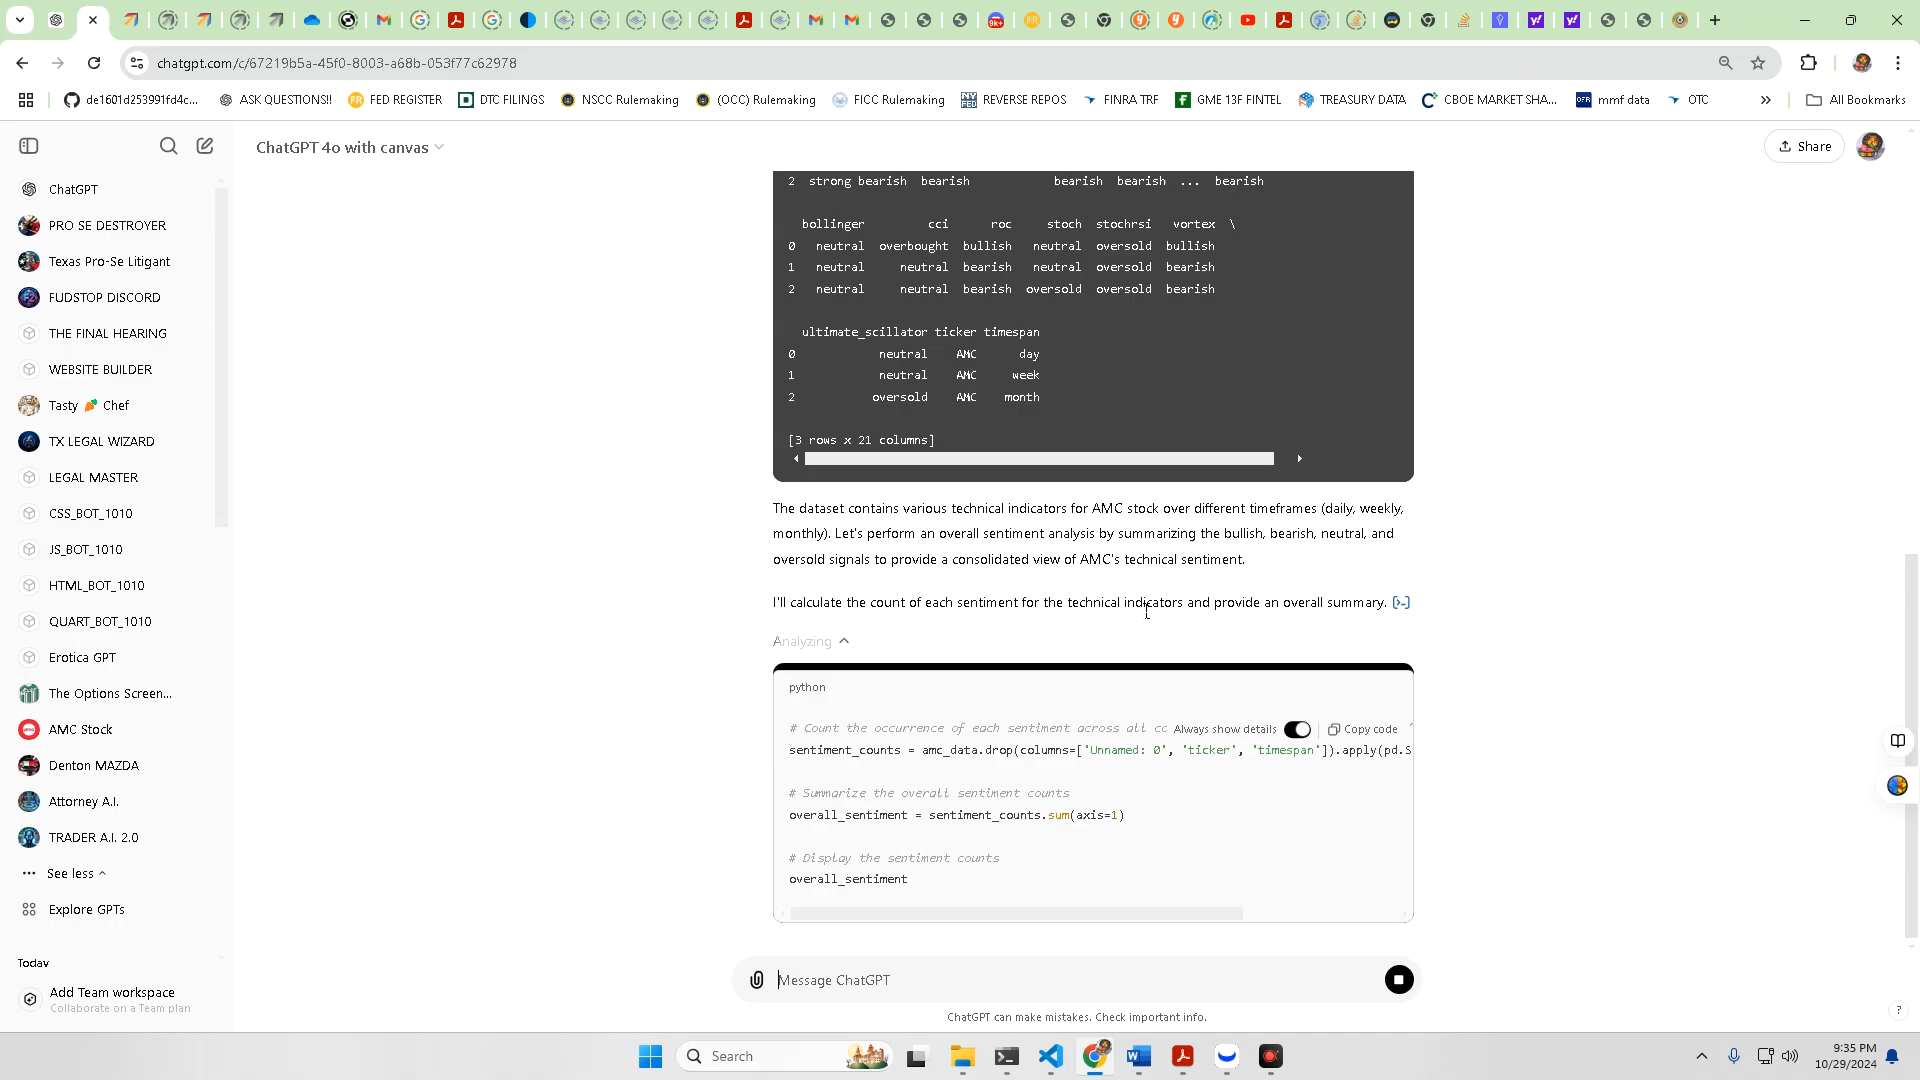 chatgpt.com/c/67219b5a-45f0-8003-a68b-053f77c62978
de1601d253991fd4c... ASK QUESTIONS!! FED REGISTER DTC FILINGS NSCC Rulemaking (OCC) Rulemaking FICC Rulemaking REVERSE REPOS FINRA TRF GME 13F FINTEL TREASURY DATA CBOE MARKET SHA... mmf data OTC » All Bookmarks
ChatGPT 4o with canvas
Share
ChatGPT
PRO SE DESTROYER
Texas Pro-Se Litigant
FUDSTOP DISCORD
THE FINAL HEARING
WEBSITE BUILDER
Tasty 🥕 Chef
TX LEGAL WIZARD
LEGAL MASTER
CSS_BOT_1010
JS_BOT_1010
HTML_BOT_1010
QUART_BOT_1010
Erotica GPT
The Options Screen...
AMC Stock
Denton MAZDA
Attorney A.I.
TRADER A.I. 2.0
See less
Explore GPTs
Today
Add Team workspace
Collaborate on a Team plan
2 strong bearish bearish bearish bearish ... bearish
bollinger cci roc stoch stochrsi vortex \
0 neutral overbought bullish neutral oversold bullish
1 neutral neutral bearish neutral oversold bearish
2 neutral neutral bearish oversold oversold bearish
ultimate_scillator ticker timespan
0 neutral AMC day
1 neutral AMC week
2 oversold AMC month
[3 rows x 21 columns]
The dataset contains various technical indicators for AMC stock over different timeframes (daily, weekly,
monthly). Let's perform an overall sentiment analysis by summarizing the bullish, bearish, neutral, and
oversold signals to provide a consolidated view of AMC's technical sentiment.
I'll calculate the count of each sentiment for the technical indicators and provide an overall summary. [>-]
Analyzing
python
# Count the occurrence of each sentiment across all cc Always show details Copy code
sentiment_counts = amc_data.drop(columns=['Unnamed: 0', 'ticker', 'timespan']).apply(pd.S
# Summarize the overall sentiment counts
overall_sentiment = sentiment_counts.sum(axis=1)
# Display the sentiment counts
overall_sentiment
Message ChatGPT
ChatGPT can make mistakes. Check important info.
?
Search
9:35 PM
10/29/2024